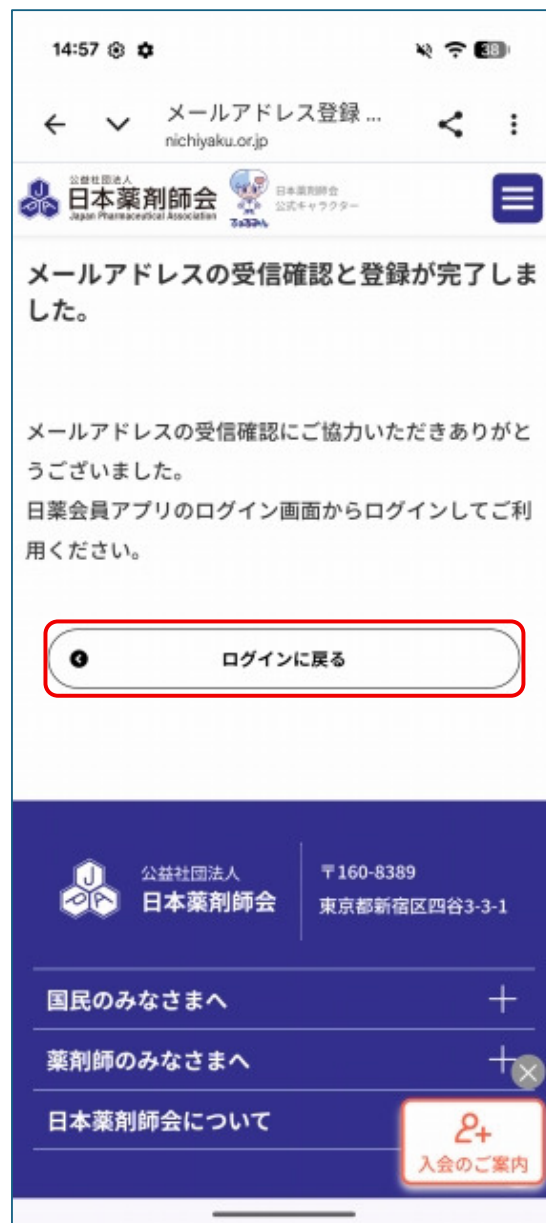 14:57
38
メールアドレス登録 ...
nichiyaku.or.jp
公益社団法人
日本薬剤師会
Japan Pharmaceutical Association
日本薬剤師会
公式キャラクター
メールアドレスの受信確認と登録が完了しま
した。
メールアドレスの受信確認にご協力いただきありがと
うございました。
日薬会員アプリのログイン画面からログインしてご利
用ください。
ログインに戻る
公益社団法人
日本薬剤師会
〒160-8389
東京都新宿区四谷3-3-1
国民のみなさまへ
薬剤師のみなさまへ
日本薬剤師会について
入会のご案内